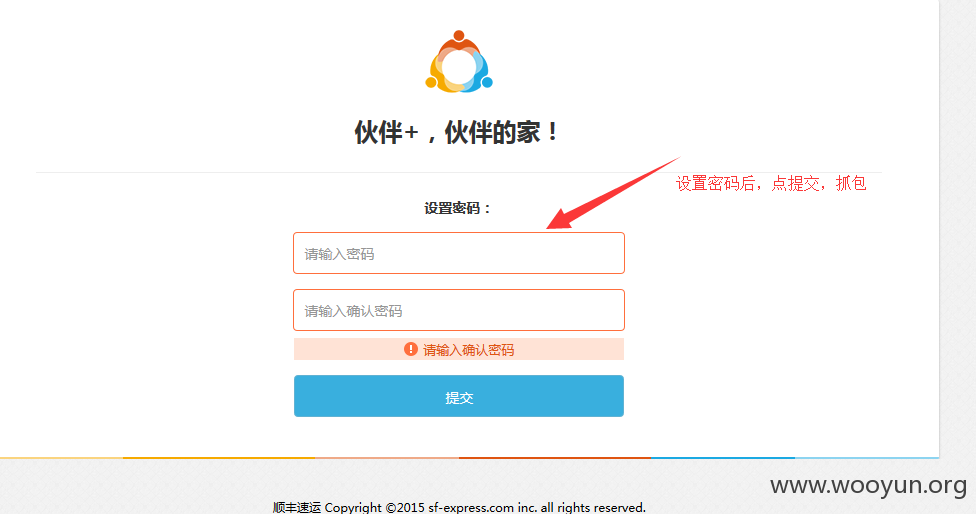 伙伴+，伙伴的家！
设置密码后，点提交，抓包
设置密码：
请输入密码
请输入确认密码
请输入确认密码
提交
www.wooyun.org
顺丰速运 Copyright ©2015 sf-express.com inc. all rights reserved.